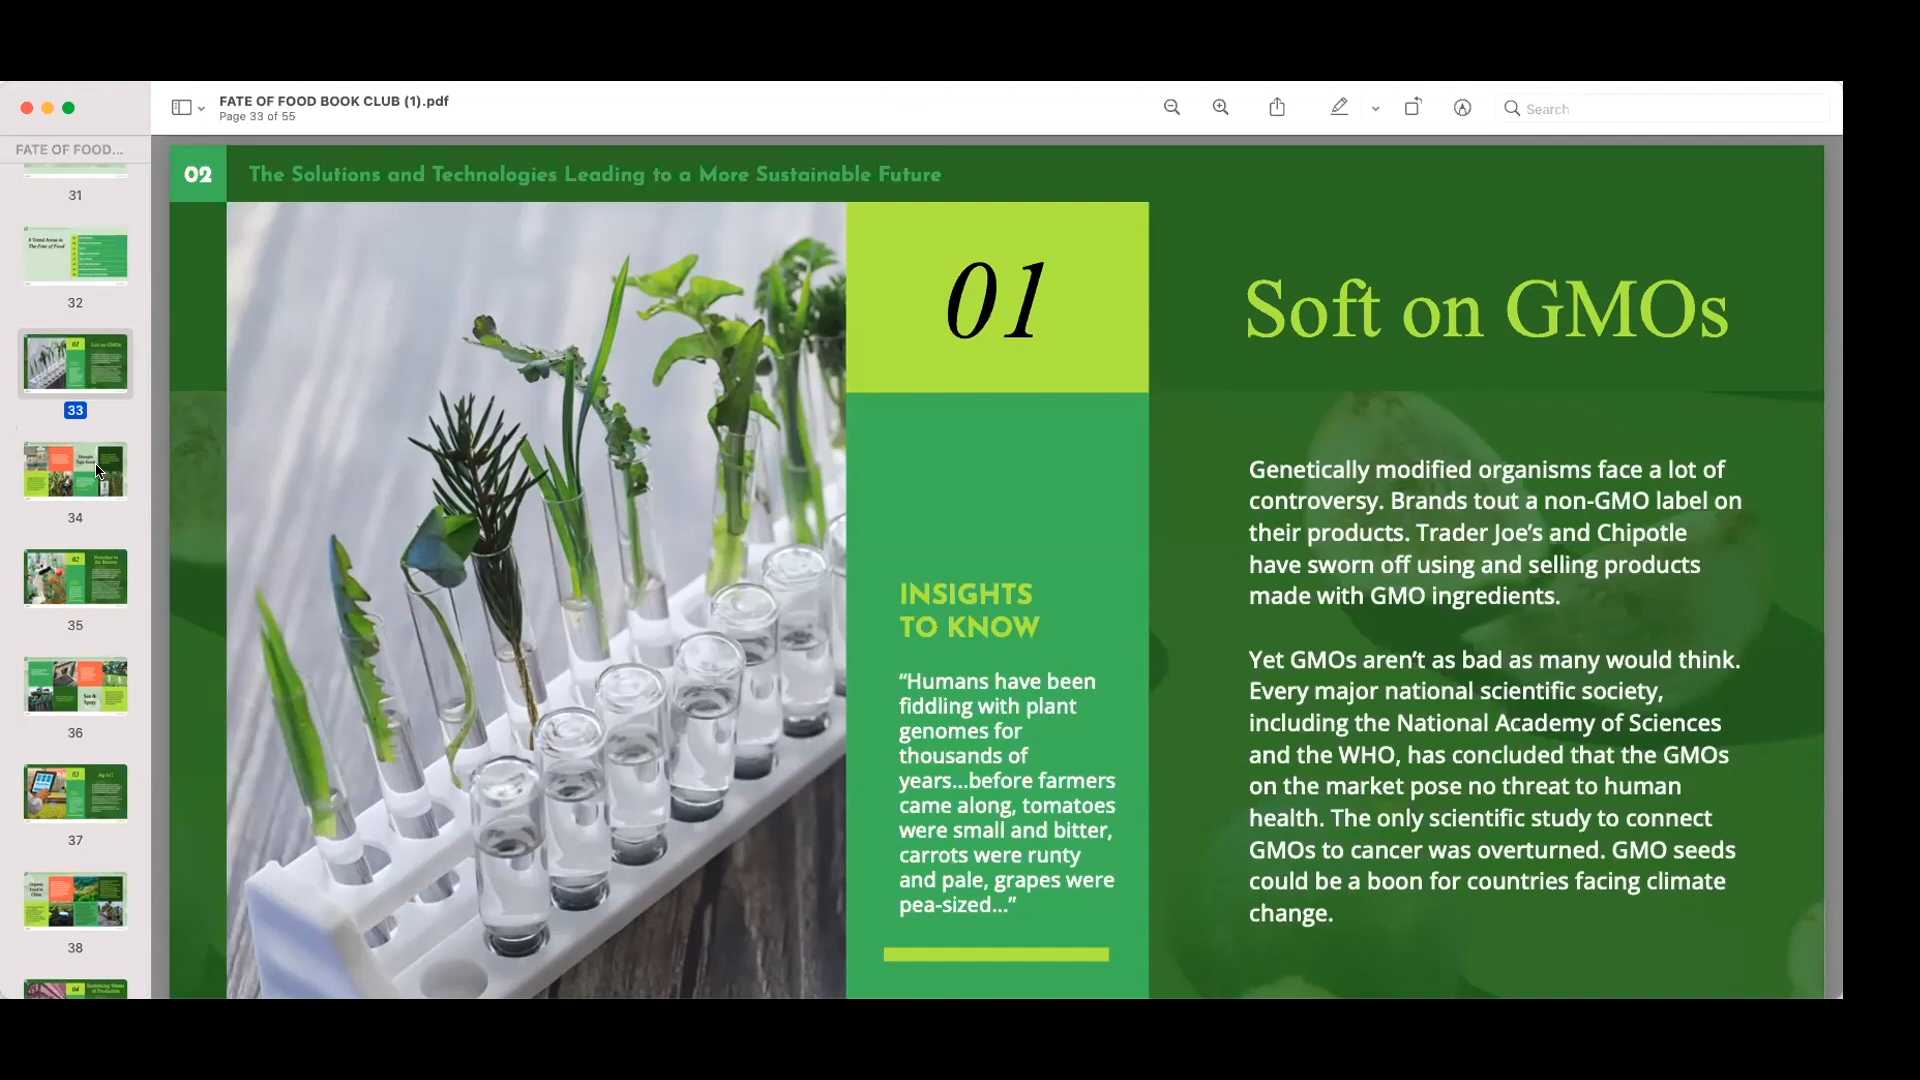 FATE OF FOOD BOOK CLUB (1).pdf
Page 33 of 55
Search
FATE OF FOOD...
31
32
33
34
35
36
37
38
02
The Solutions and Technologies Leading to a More Sustainable Future
01
INSIGHTS
TO KNOW
“Humans have been
fiddling with plant
genomes for
thousands of
years...before farmers
came along, tomatoes
were small and bitter,
carrots were runty
and pale, grapes were
pea-sized...”
Soft on GMOs
Genetically modified organisms face a lot of
controversy. Brands tout a non-GMO label on
their products. Trader Joe’s and Chipotle
have sworn off using and selling products
made with GMO ingredients.
Yet GMOs aren’t as bad as many would think.
Every major national scientific society,
including the National Academy of Sciences
and the WHO, has concluded that the GMOs
on the market pose no threat to human
health. The only scientific study to connect
GMOs to cancer was overturned. GMO seeds
could be a boon for countries facing climate
change.